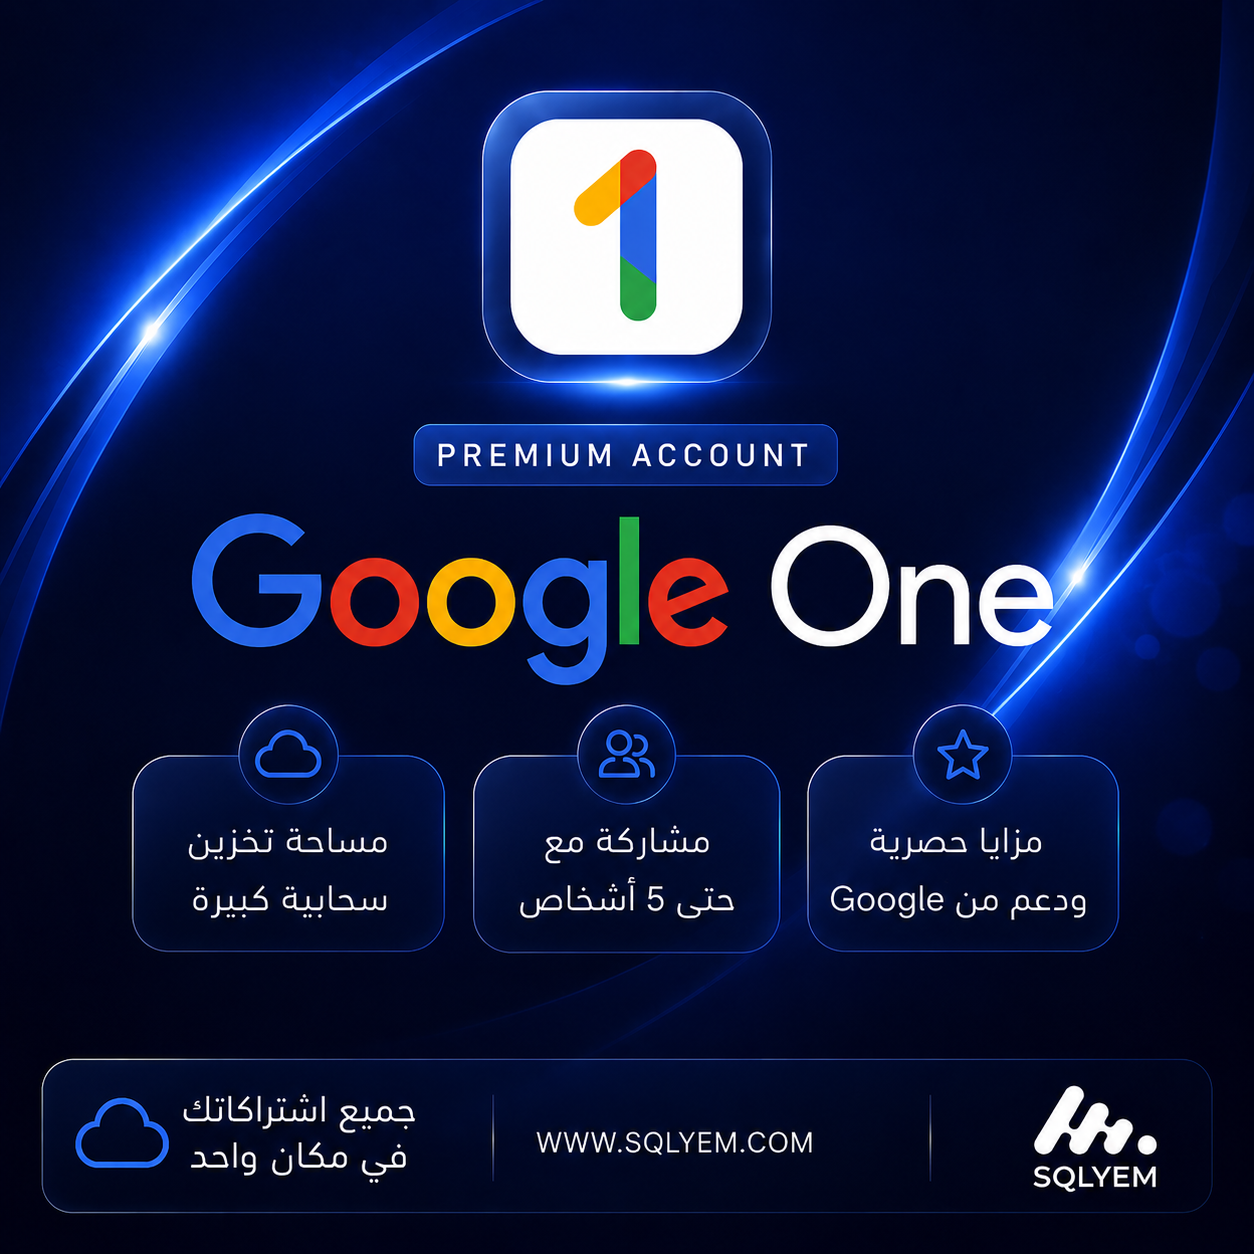 PREMIUM ACCOUNT
Google One
مزايا حصرية
ودعم من Google
مشاركة مع
حتى 5 أشخاص
مساحة تخزين
سحابية كبيرة
جميع اشتراكاتك
في مكان واحد
WWW.SQLYEM.COM
SQLYEM